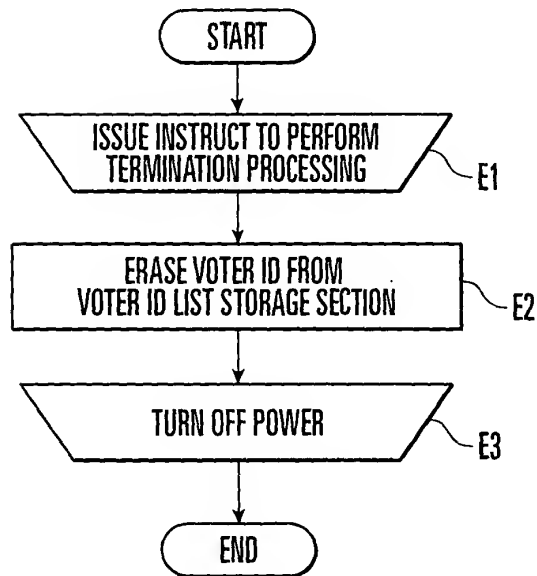 START
ISSUE INSTRUCT TO PERFORM
TERMINATION PROCESSING
E1
ERASE VOTER ID FROM
VOTER ID LIST STORAGE SECTION
E2
TURN OFF POWER
E3
END